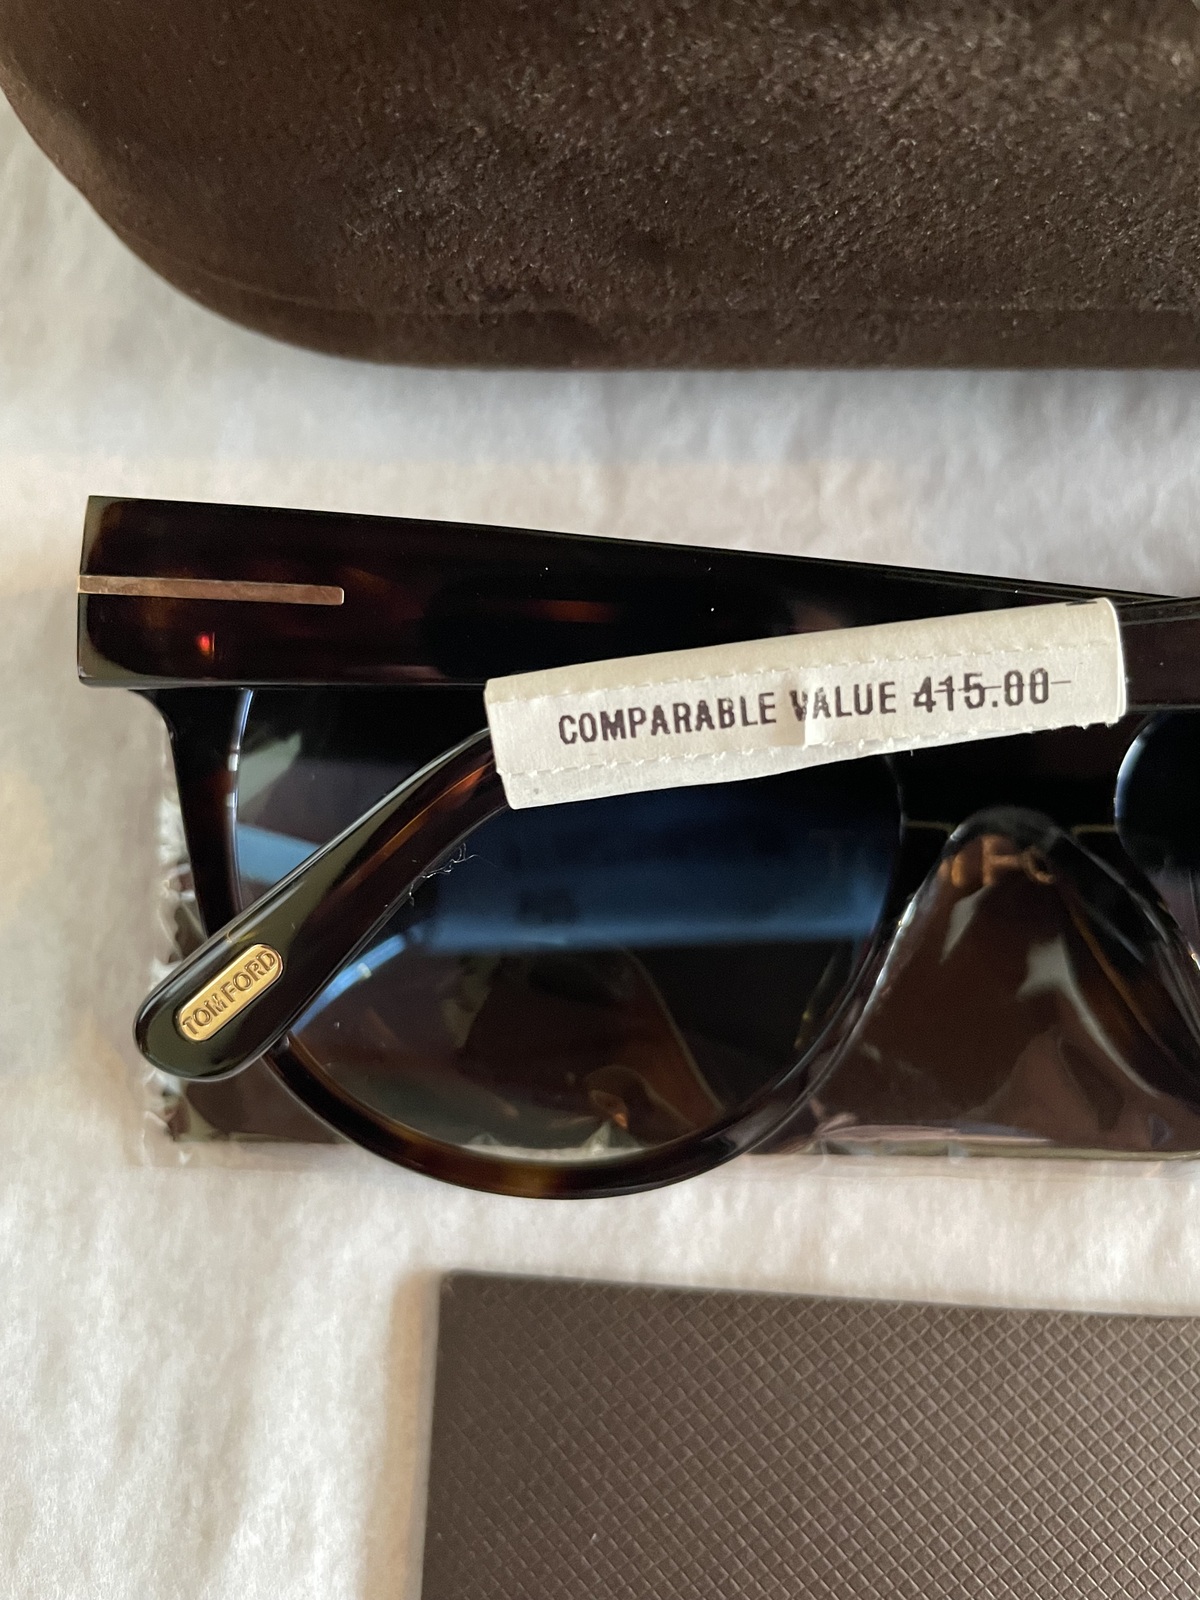 COMPARABLE VALUE 415.00
TOM FORD